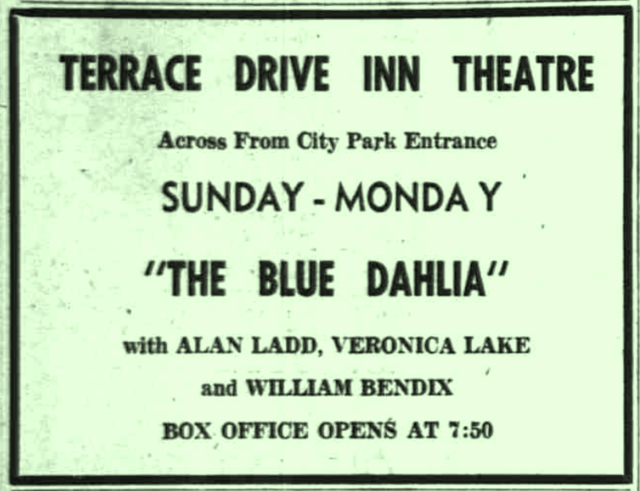 TERRACE DRIVE INN THEATRE
Across From City Park Entrance
SUNDAY - MONDAY
"THE BLUE DAHLIA"
with ALAN LADD, VERONICA LAKE
and WILLIAM BENDIX
BOX OFFICE OPENS AT 7:50